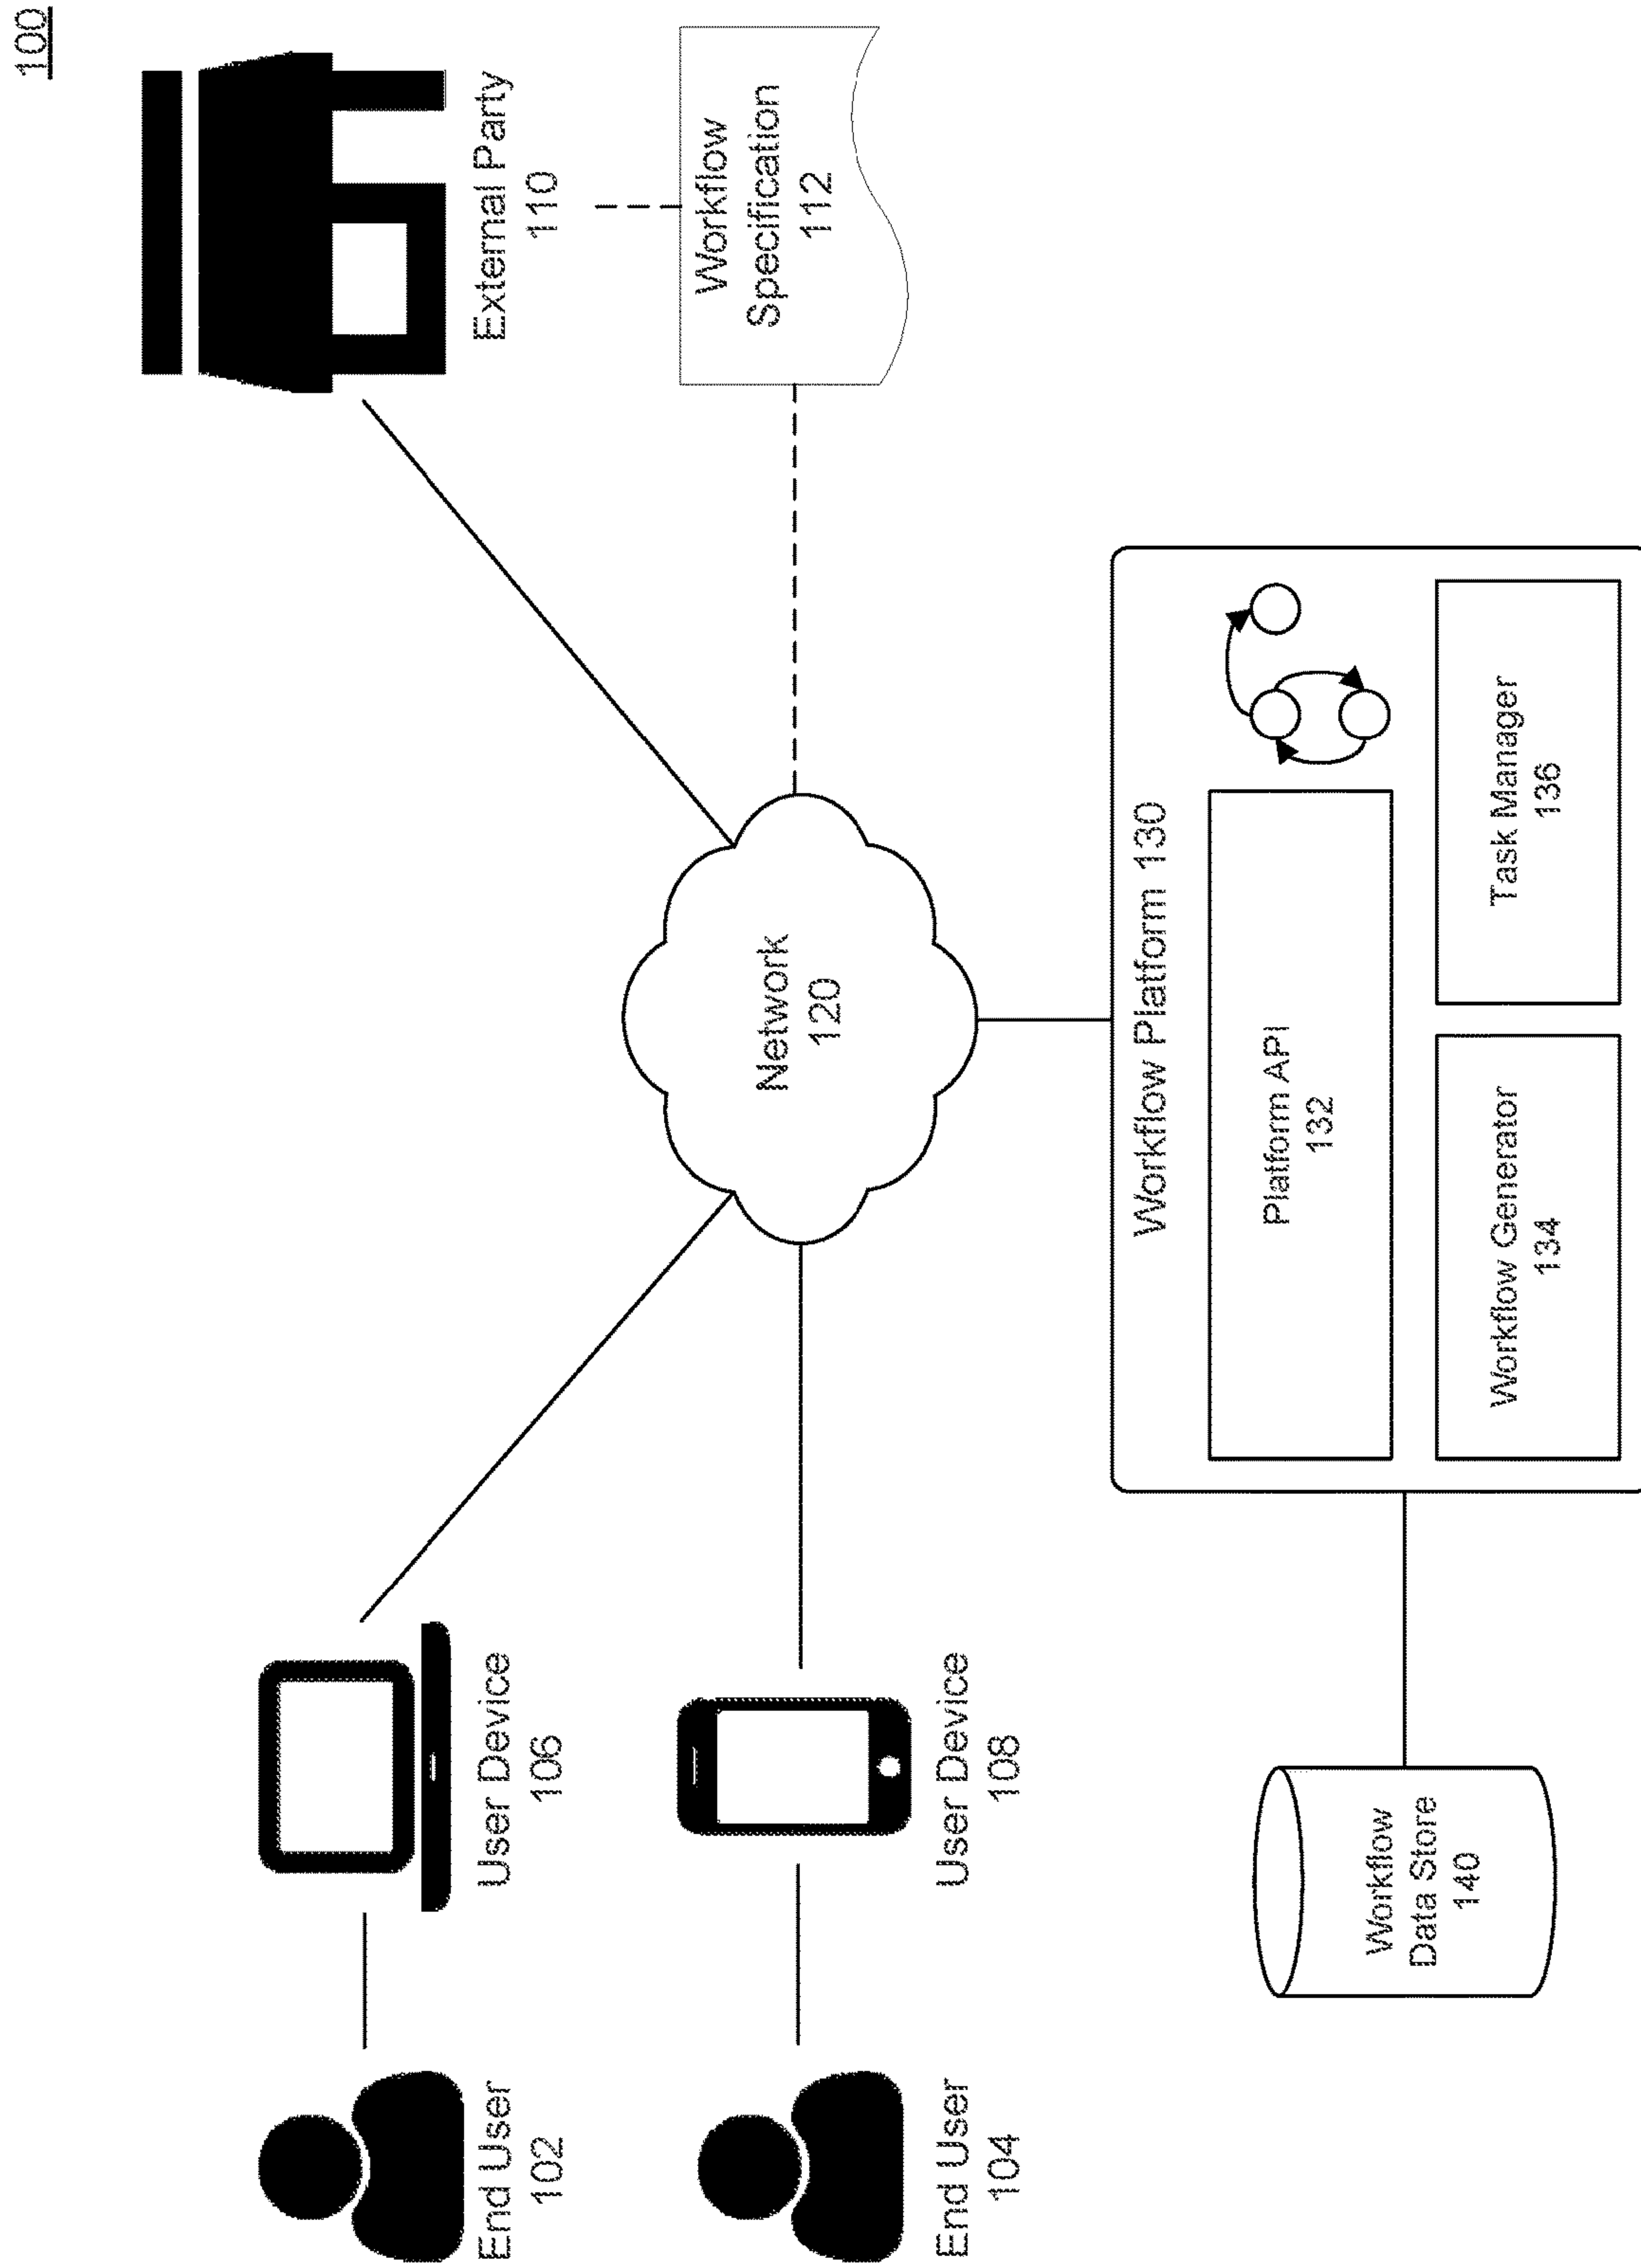 100
End User
102
User Device
106
External Party
110
End User
104
User Device
108
Network
120
Workflow
Specification
112
Workflow Platform 130
Platform API
132
Workflow Generator
134
Task Manager
136
Workflow
Data Store
140